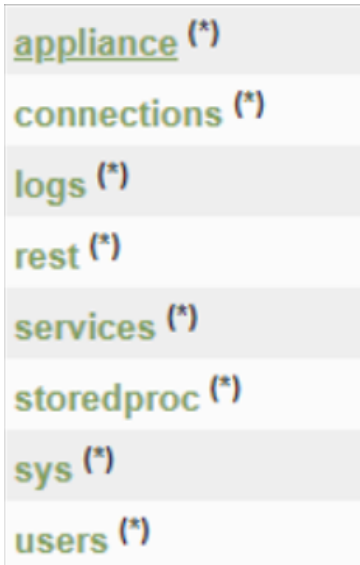 appliance (*)
connections (*)
logs (*)
rest (*)
services (*)
storedproc (*)
sys (*)
users (*)